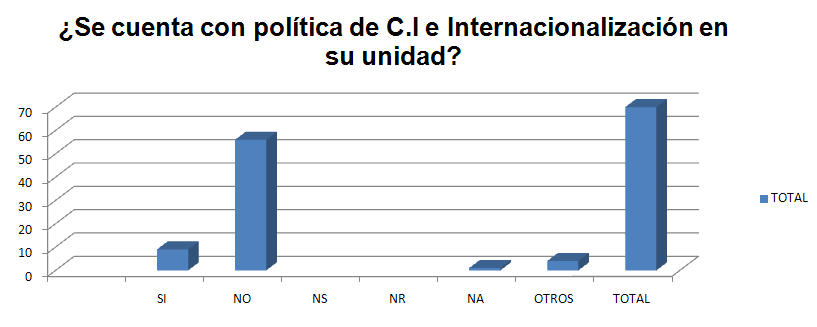 ¿Se cuenta con política de C.I e Internacionalización en
su unidad?
70
60
50
40
30
20
10
0
SI NO NS NR NA OTROS TOTAL
TOTAL